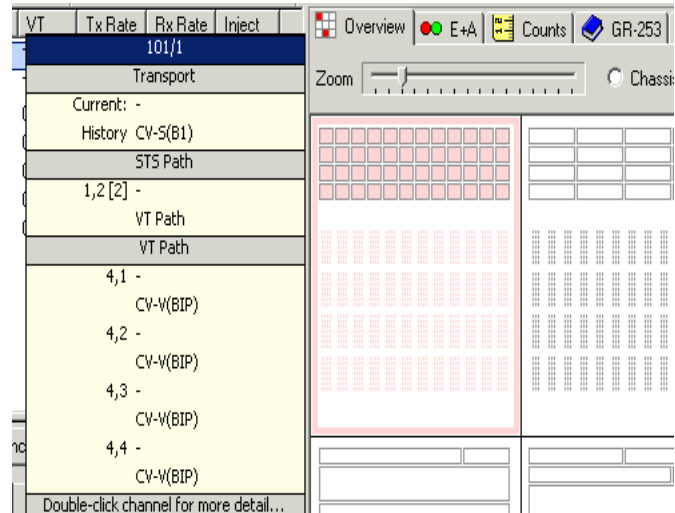 VT Tx Rate Rx Rate Inject
101/1
Transport
Current: -
History CV-S(B1)
STS Path
1,2 [2] -
VT Path
VT Path
4,1 -
CV-V(BIP)
4,2 -
CV-V(BIP)
4,3 -
CV-V(BIP)
4,4 -
CV-V(BIP)
Double-click channel for more detail...
Overview E+A Counts GR-253
Zoom